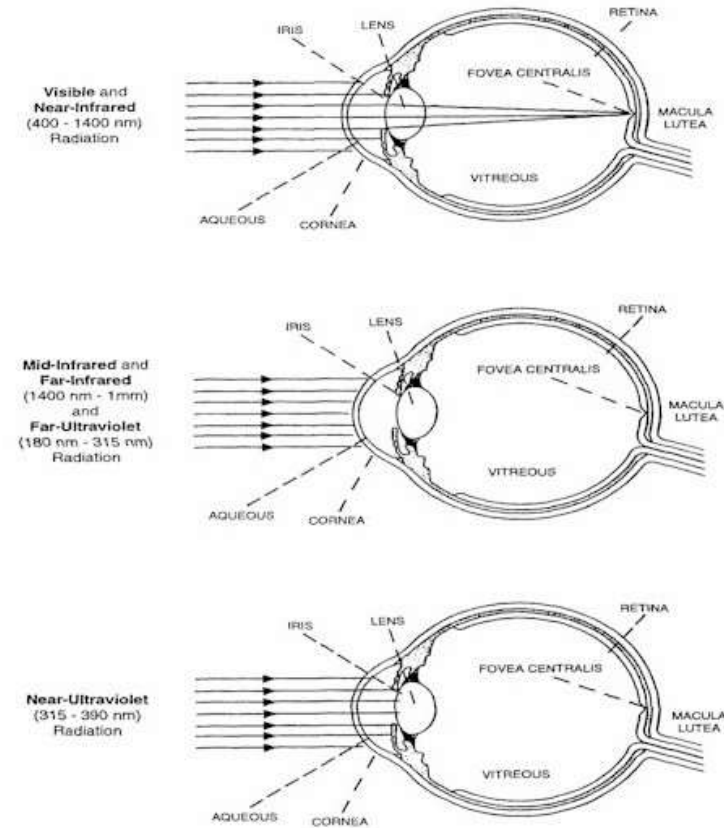 Visible and
Near-Infrared
(400 - 1400 nm)
Radiation
IRIS
LENS
RETINA
FOVEA CENTRALIS
MACULA
LUTEA
VITREOUS
AQUEOUS
CORNEA
Mid-Infrared and
Far-Infrared
(1400 nm - 1mm)
and
Far-Ultraviolet
(180 nm - 315 nm)
Radiation
IRIS
LENS
RETINA
FOVEA CENTRALIS
MACULA
LUTEA
VITREOUS
AQUEOUS
CORNEA
Near-Ultraviolet
(315 - 390 nm)
Radiation
IRIS
LENS
RETINA
FOVEA CENTRALIS
MACULA
LUTEA
VITREOUS
AQUEOUS
CORNEA